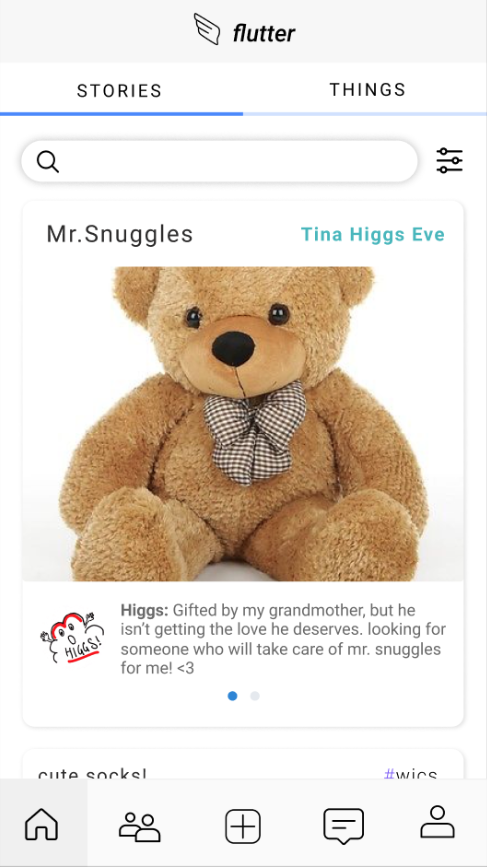 flutter
STORIES
THINGS
Mr.Snuggles
Tina Higgs Eve
HIGGS!
Higgs: Gifted by my grandmother, but he
isn't getting the love he deserves. looking for
someone who will take care of mr. snuggles
for me! <3
cute socks!
#wics